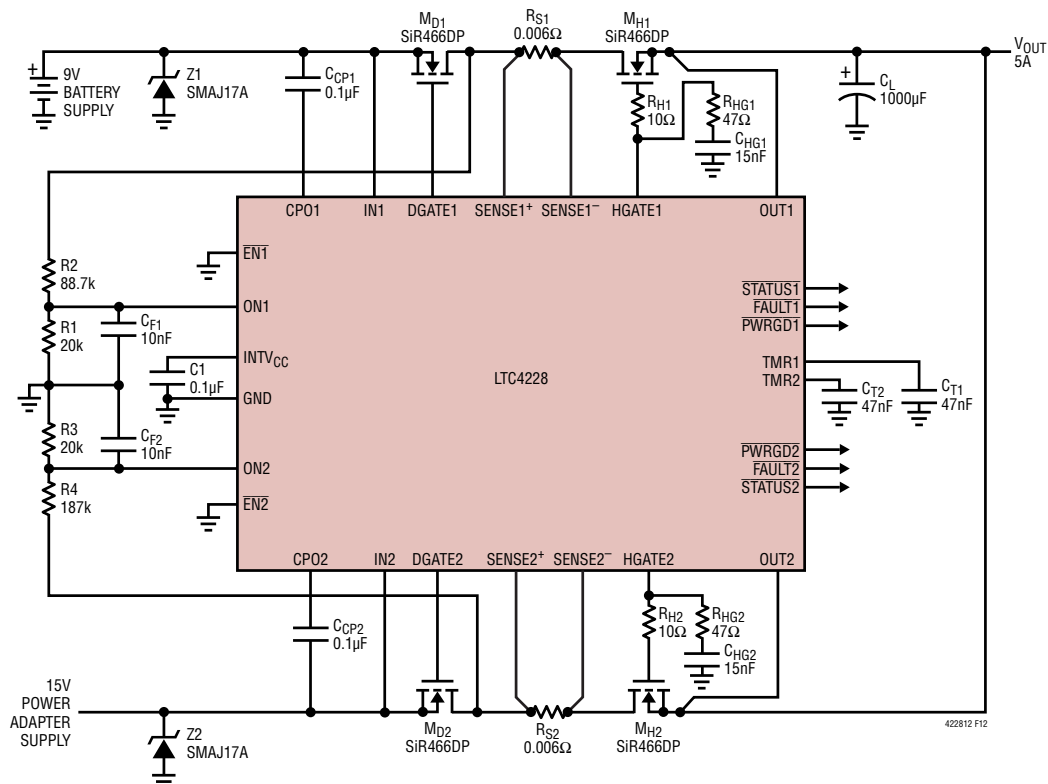 MD1
SiR466DP
RS1
0.006Ω
MH1
SiR466DP
VOUT
5A
+
9V
BATTERY
SUPPLY
Z1
SMAJ17A
CCP1
0.1µF
RH1
10Ω
RHG1
47Ω
CHG1
15nF
+
CL
1000µF
CPO1
IN1
DGATE1
SENSE1+
SENSE1–
HGATE1
OUT1
EN1
R2
88.7k
ON1
R1
20k
CF1
10nF
INTVCC
C1
0.1µF
GND
R3
20k
CF2
10nF
ON2
R4
187k
EN2
LTC4228
STATUS1
FAULT1
PWRGD1
TMR1
TMR2
CT2
47nF
CT1
47nF
PWRGD2
FAULT2
STATUS2
CPO2
IN2
DGATE2
SENSE2+
SENSE2–
HGATE2
OUT2
CCP2
0.1µF
RH2
10Ω
RHG2
47Ω
CHG2
15nF
15V
POWER
ADAPTER
SUPPLY
Z2
SMAJ17A
MD2
SiR466DP
RS2
0.006Ω
MH2
SiR466DP
422812 F12